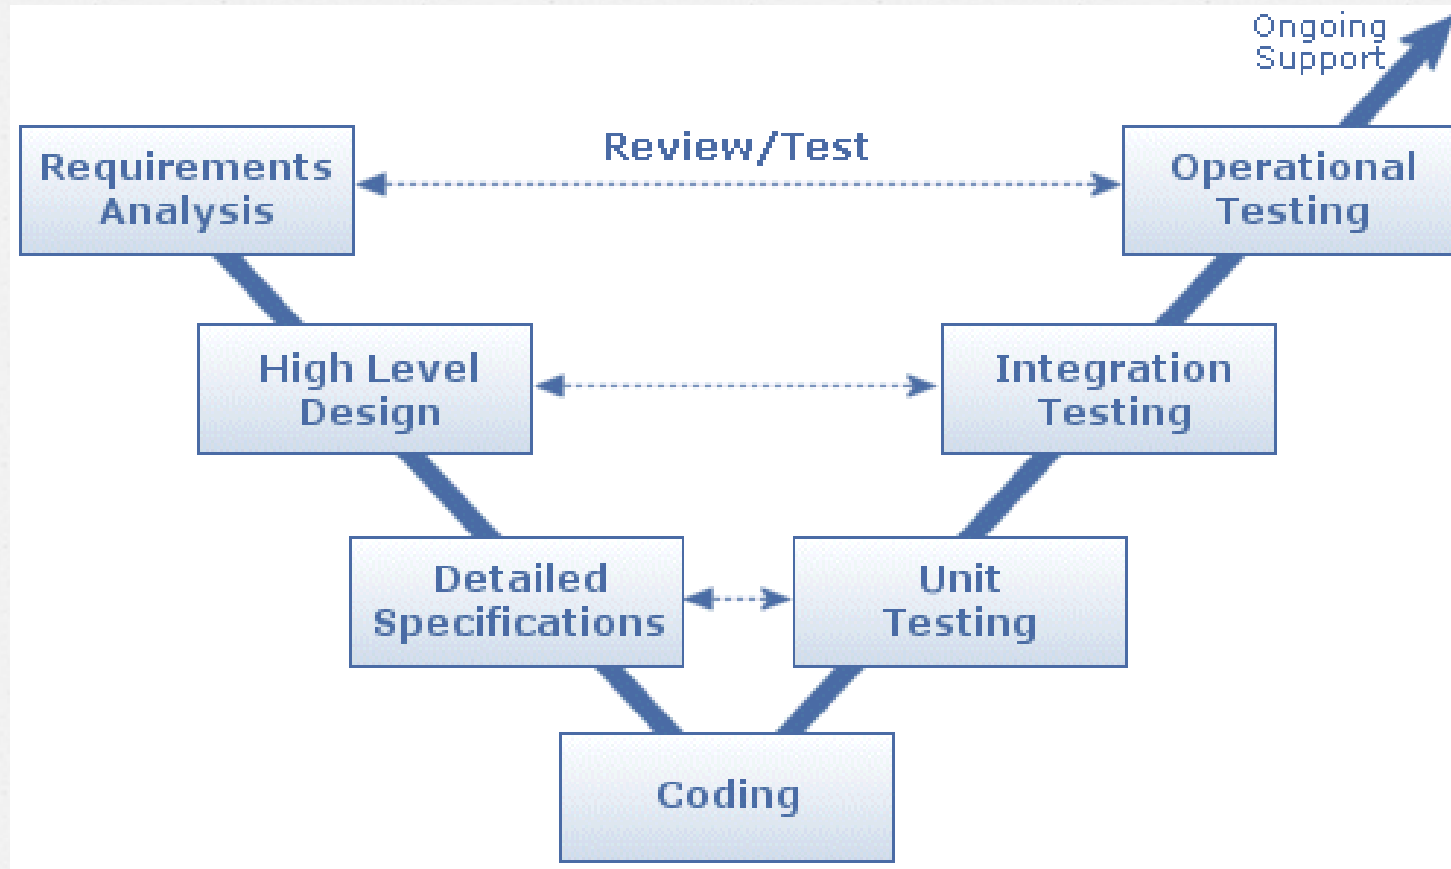 Ongoing
Support
Review/Test
Requirements
Analysis
Operational
Testing
High Level
Design
Integration
Testing
Detailed
Specifications
Unit
Testing
Coding